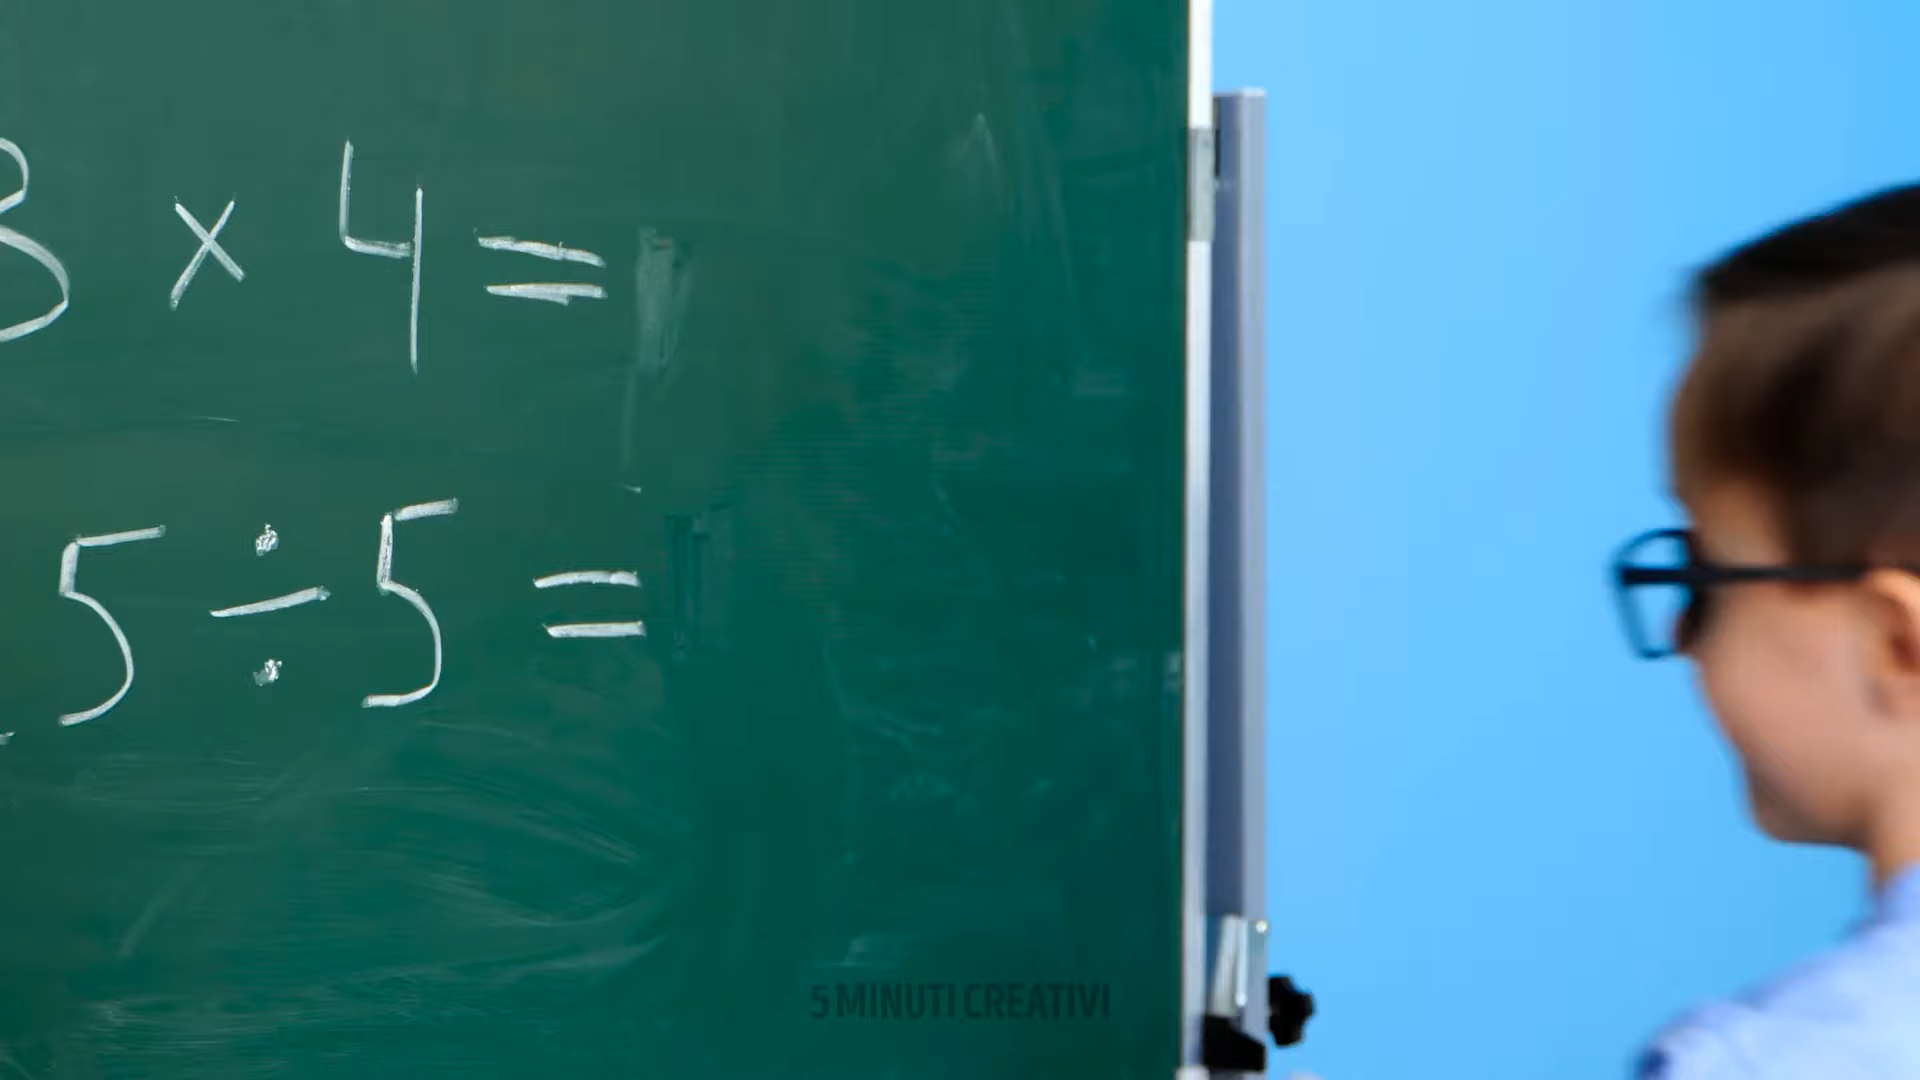 3 × 4 =
5 ÷ 5 =
5 MINUTI CREATIVI